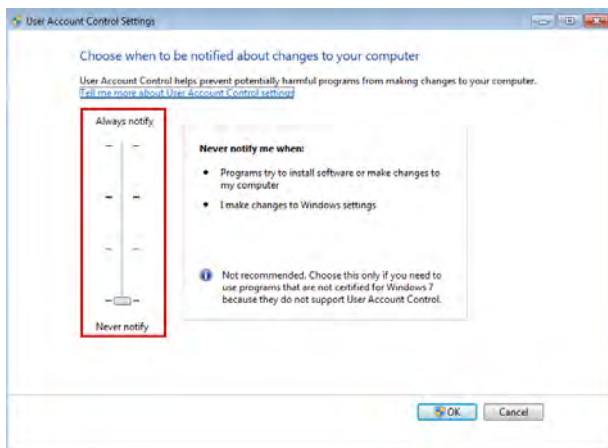 User Account Control Settings
Choose when to be notified about changes to your computer
User Account Control helps prevent potentially harmful programs from making changes to your computer.
Tell me more about User Account Control settings
Always notify
Never notify me when:
Programs try to install software or make changes to
my computer
I make changes to Windows settings
Not recommended. Choose this only if you need to
use programs that are not certified for Windows 7
because they do not support User Account Control.
Never notify
OK
Cancel